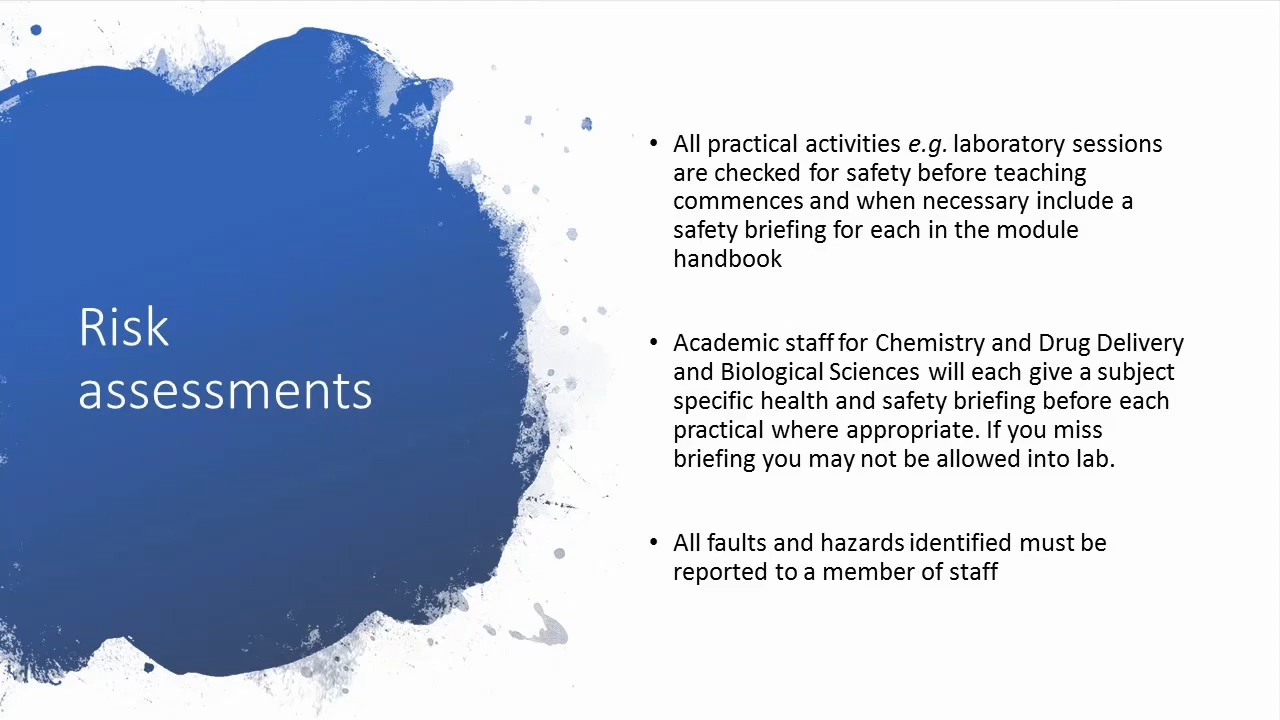 Risk
assessments
• All practical activities e.g. laboratory sessions
are checked for safety before teaching
commences and when necessary include a
safety briefing for each in the module
handbook
• Academic staff for Chemistry and Drug Delivery
and Biological Sciences will each give a subject
specific health and safety briefing before each
practical where appropriate. If you miss
briefing you may not be allowed into lab.
• All faults and hazards identified must be
reported to a member of staff